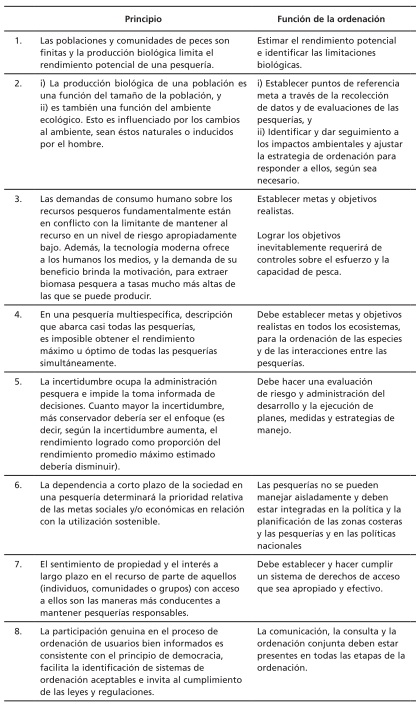 Principio Función de la ordenación
1. Las poblaciones y comunidades de peces son
finitas y la producción biológica limita el
rendimiento potencial de una pesquería.
Estimar el rendimiento potencial
e identificar las limitaciones
biológicas.
2. i) La producción biológica de una población es
una función del tamaño de la población, y
ii) es también una función del ambiente
ecológico. Esto es influenciado por los cambios
al ambiente, sean éstos naturales o inducidos
por el hombre.
i) Establecer puntos de referencia
meta a través de la recolección
de datos y de evaluaciones de las
pesquerías, y
ii) Identificar y dar seguimiento a
los impactos ambientales y ajustar
la estrategia de ordenación para
responder a ellos, según sea
necesario.
3. Las demandas de consumo humano sobre los
recursos pesqueros fundamentalmente están
en conflicto con la limitante de mantener al
recurso en un nivel de riesgo apropiadamente
bajo. Además, la tecnología moderna ofrece
a los humanos los medios, y la demanda de su
beneficio brinda la motivación, para extraer
biomasa pesquera a tasas mucho más altas de
las que se puede producir.
Establecer metas y objetivos
realistas.
Lograr los objetivos
inevitablemente requerirá de
controles sobre el esfuerzo y la
capacidad de pesca.
4. En una pesquería multiespecífica, descripción
que abarca casi todas las pesquerías,
es imposible obtener el rendimiento
máximo u óptimo de todas las pesquerías
simultáneamente.
Debe establecer metas y objetivos
realistas en todos los ecosistemas,
para la ordenación de las especies
y de las interacciones entre las
pesquerías.
5. La incertidumbre ocupa la administración
pesquera e impide la toma informada de
decisiones. Cuanto mayor la incertidumbre,
más conservador debería ser el enfoque (es
decir, según la incertidumbre aumenta, el
rendimiento logrado como proporción del
rendimiento promedio máximo estimado
debería disminuir).
Debe hacer una evaluación
de riesgo y administración del
desarrollo y la ejecución de
planes, medidas y estrategias de
manejo.
6. La dependencia a corto plazo de la sociedad en
una pesquería determinará la prioridad relativa
de las metas sociales y/o económicas en relación
con la utilización sostenible.
Las pesquerías no se pueden
manejar aisladamente y deben
estar integradas en la política y la
planificación de las zonas costeras
y las pesquerías y en las políticas
nacionales
7. El sentimiento de propiedad y el interés a
largo plazo en el recurso de parte de aquellos
(individuos, comunidades o grupos) con acceso
a ellos son las maneras más conducentes a
mantener pesquerías responsables.
Debe establecer y hacer cumplir
un sistema de derechos de acceso
que sea apropiado y efectivo.
8. La participación genuina en el proceso de
ordenación de usuarios bien informados es
consistente con el principio de democracia,
facilita la identificación de sistemas de
ordenación aceptables e invita al cumplimiento
de las leyes y regulaciones.
La comunicación, la consulta y la
ordenación conjunta deben estar
presentes en todas las etapas de la
ordenación.